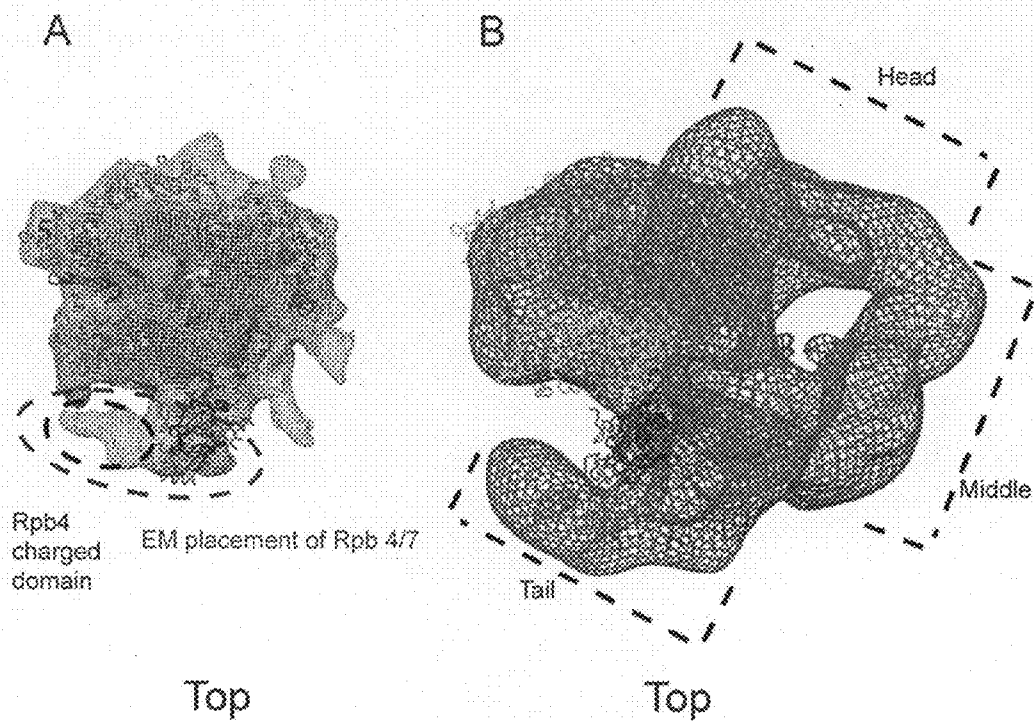 A
B
Head
Middle
Rpb4
charged
domain
EM placement of Rpb 4/7
Tail
Top
Top